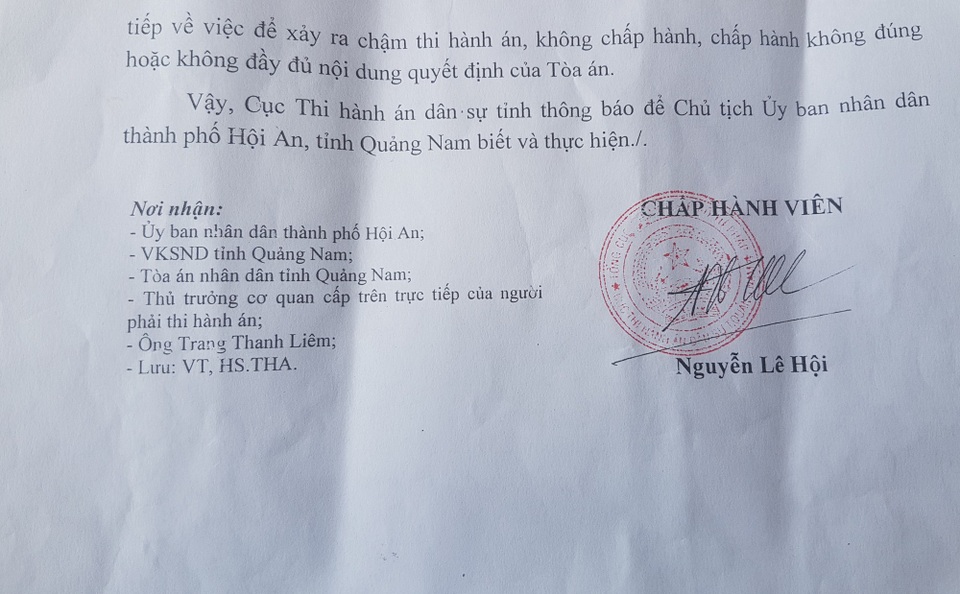 tiếp về việc để xảy ra chậm thi hành án, không chấp hành, chấp hành không đúng
hoặc không đầy đủ nội dung quyết định của Tòa án.
Vậy, Cục Thi hành án dân sự tỉnh thông báo để Chủ tịch Ủy ban nhân dân
thành phố Hội An, tỉnh Quảng Nam biết và thực hiện./.
Nơi nhận:
- Ủy ban nhân dân thành phố Hội An;
- VKSND tỉnh Quảng Nam;
- Tòa án nhân dân tỉnh Quảng Nam;
- Thủ trưởng cơ quan cấp trên trực tiếp của người
phải thi hành án;
- Ông Trang Thanh Liêm;
- Lưu: VT, HS.THA.
CHẤP HÀNH VIÊN
Nguyễn Lê Hội